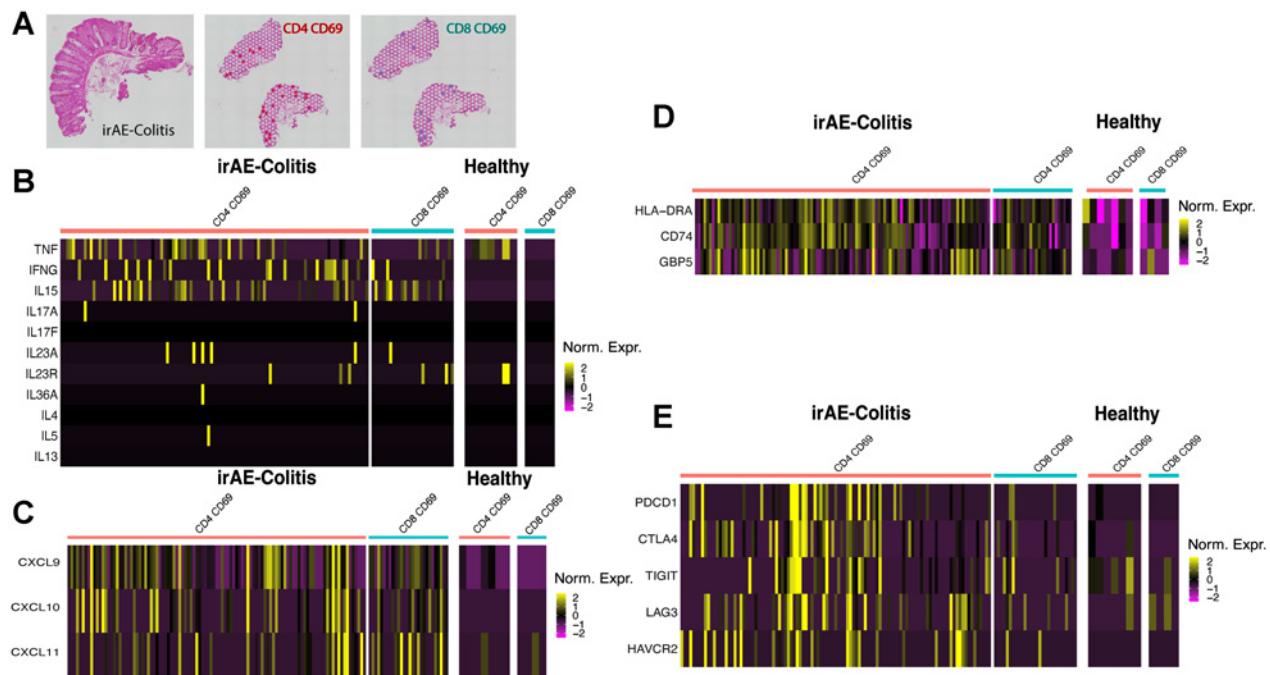 A
irAE-Colitis
CD4 CD69
CD8 CD69
B
irAE-Colitis
Healthy
CD4 CD69
CD8 CD69
CD4 CD69
CD8 CD69
TNF
IFNG
IL15
IL17A
IL17F
IL23A
IL23R
IL36A
IL4
IL5
IL13
Norm. Expr.
2
1
0
-1
-2
C
irAE-Colitis
Healthy
CD4 CD69
CD8 CD69
CD4 CD69
CD8 CD69
CXCL9
CXCL10
CXCL11
Norm. Expr.
2
1
0
-1
-2
D
irAE-Colitis
Healthy
CD4 CD69
CD4 CD69
CD4 CD69
CD8 CD69
HLA-DRA
CD74
GBP5
Norm. Expr.
2
1
0
-1
-2
E
irAE-Colitis
Healthy
CD4 CD69
CD8 CD69
CD4 CD69
CD8 CD69
PDCD1
CTLA4
TIGIT
LAG3
HAVCR2
Norm. Expr.
2
1
0
-1
-2